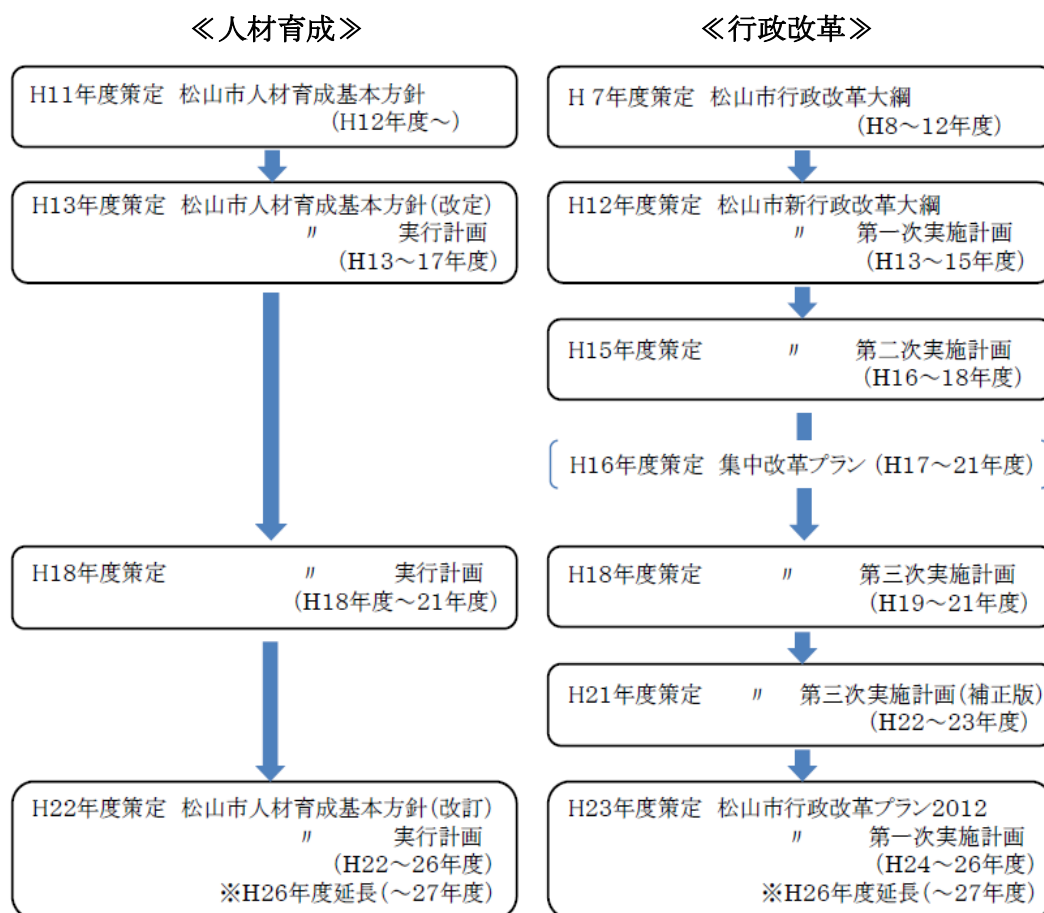 ≪人材育成≫
H11年度策定 松山市人材育成基本方針
(H12年度～)
H13年度策定 松山市人材育成基本方針(改定)
〃 実行計画
(H13～17年度)
H18年度策定 〃 実行計画
(H18年度～21年度)
H22年度策定 松山市人材育成基本方針(改訂)
〃 実行計画
(H22～26年度)
※H26年度延長(～27年度)
≪行政改革≫
H 7年度策定 松山市行政改革大綱
(H8～12年度)
H12年度策定 松山市新行政改革大綱
〃 第一次実施計画
(H13～15年度)
H15年度策定 〃 第二次実施計画
(H16～18年度)
H16年度策定 集中改革プラン (H17～21年度)
H18年度策定 〃 第三次実施計画
(H19～21年度)
H21年度策定 〃 第三次実施計画(補正版)
(H22～23年度)
H23年度策定 松山市行政改革プラン2012
〃 第一次実施計画
(H24～26年度)
※H26年度延長(～27年度)